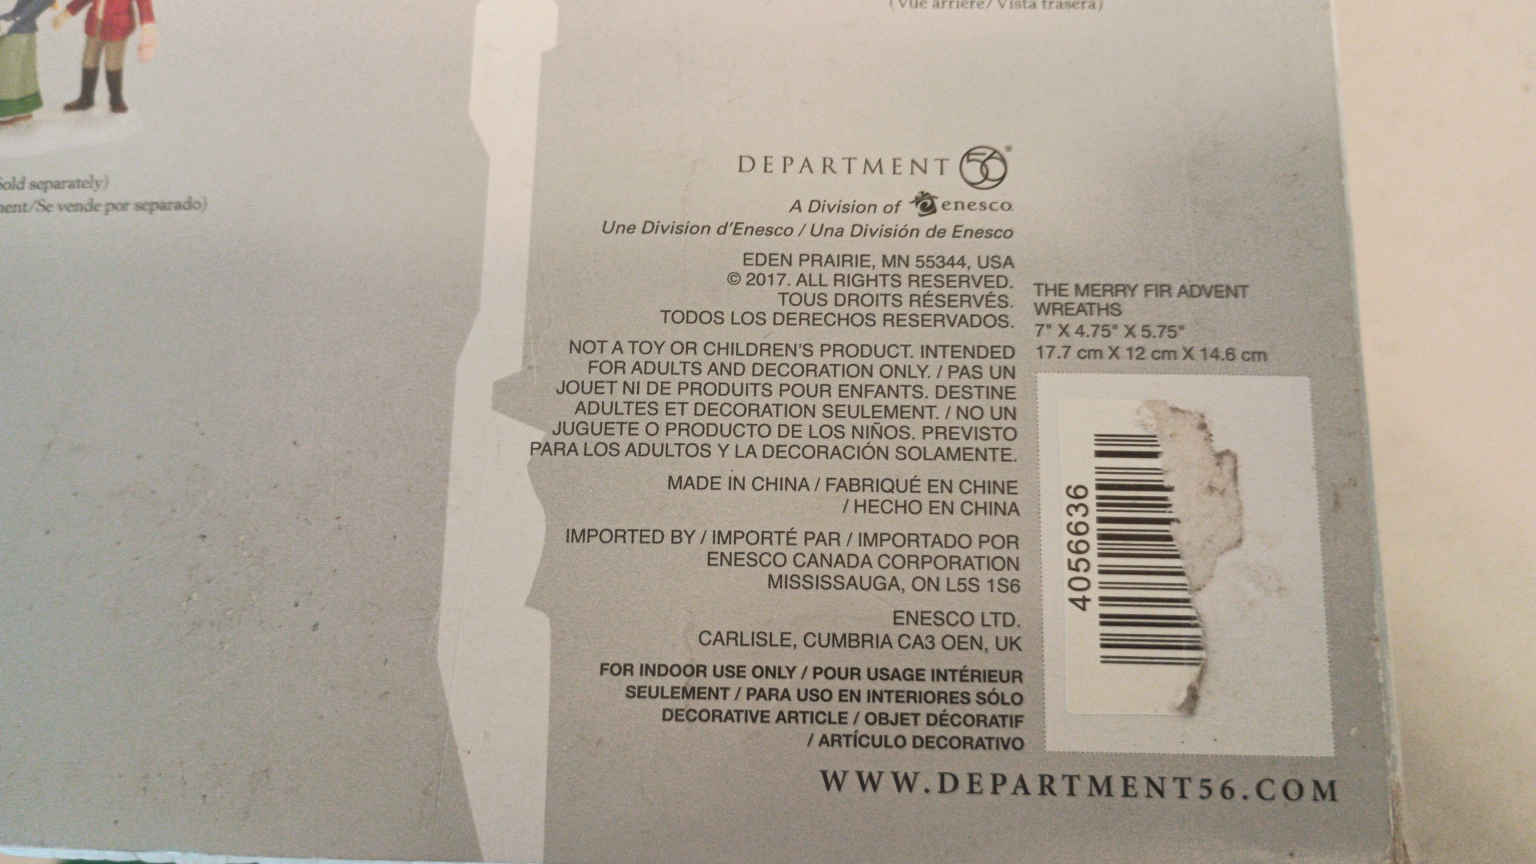 (Vue arrière/ Vista trasera)
Sold separately)
ment/Se vende por separado)
DEPARTMENT 56®
A Division of enesco.
Une Division d'Enesco / Una División de Enesco
EDEN PRAIRIE, MN 55344, USA
© 2017. ALL RIGHTS RESERVED.
TOUS DROITS RÉSERVÉS.
TODOS LOS DERECHOS RESERVADOS.
NOT A TOY OR CHILDREN'S PRODUCT. INTENDED
FOR ADULTS AND DECORATION ONLY. / PAS UN
JOUET NI DE PRODUITS POUR ENFANTS. DESTINE
ADULTES ET DECORATION SEULEMENT. / NO UN
JUGUETE O PRODUCTO DE LOS NIÑOS. PREVISTO
PARA LOS ADULTOS Y LA DECORACIÓN SOLAMENTE.
MADE IN CHINA / FABRIQUÉ EN CHINE
/ HECHO EN CHINA
IMPORTED BY / IMPORTÉ PAR / IMPORTADO POR
ENESCO CANADA CORPORATION
MISSISSAUGA, ON L5S 1S6
ENESCO LTD.
CARLISLE, CUMBRIA CA3 OEN, UK
FOR INDOOR USE ONLY / POUR USAGE INTÉRIEUR
SEULEMENT / PARA USO EN INTERIORES SÓLO
DECORATIVE ARTICLE / OBJET DÉCORATIF
/ ARTÍCULO DECORATIVO
THE MERRY FIR ADVENT
WREATHS
7" X 4.75" X 5.75"
17.7 cm X 12 cm X 14.6 cm
4056636
WWW.DEPARTMENT56.COM